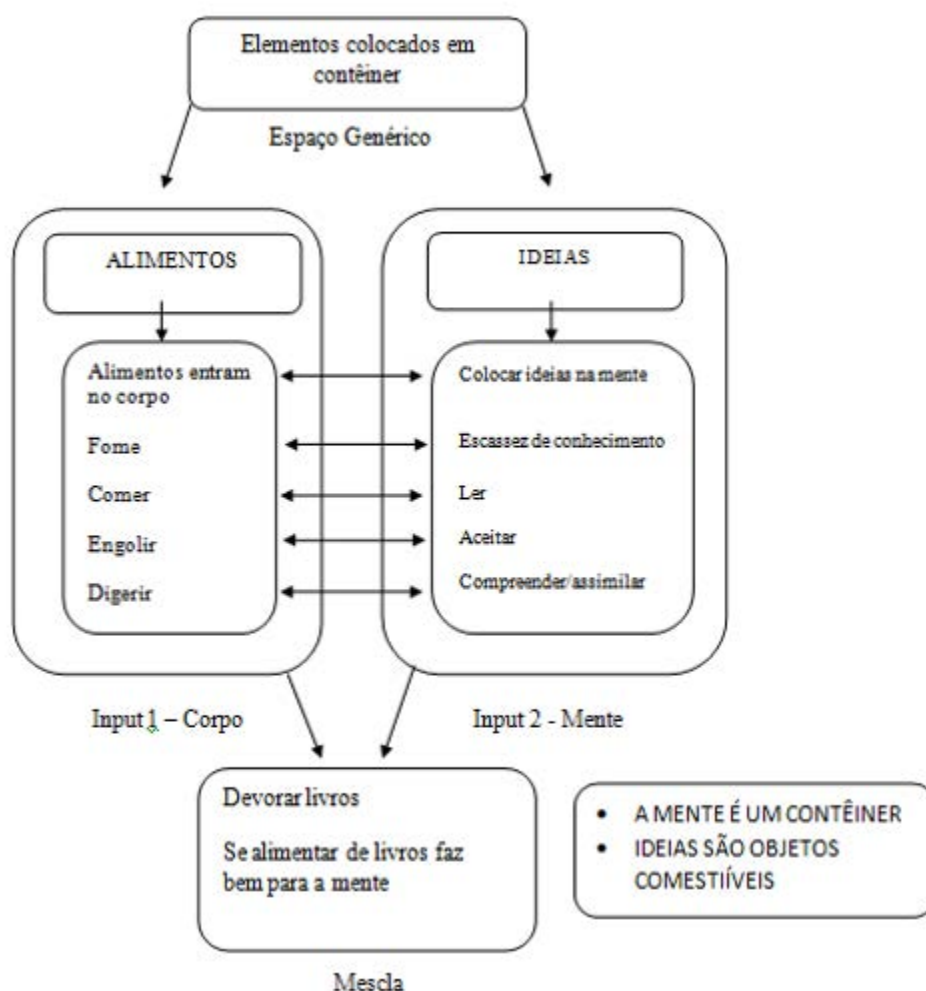 Elementos colocados em
contêiner
Espaço Genérico
ALIMENTOS
Alimentos entram
no corpo
Fome
Comer
Engolir
Digerir
Input 1 – Corpo
IDEIAS
Colocar ideias na mente
Escassez de conhecimento
Ler
Aceitar
Compreender/assimilar
Input 2 - Mente
Devorar livros
Se alimentar de livros faz
bem para a mente
Mescla
• A MENTE É UM CONTÊINER
• IDEIAS SÃO OBJETOS
COMESTIÍVEIS